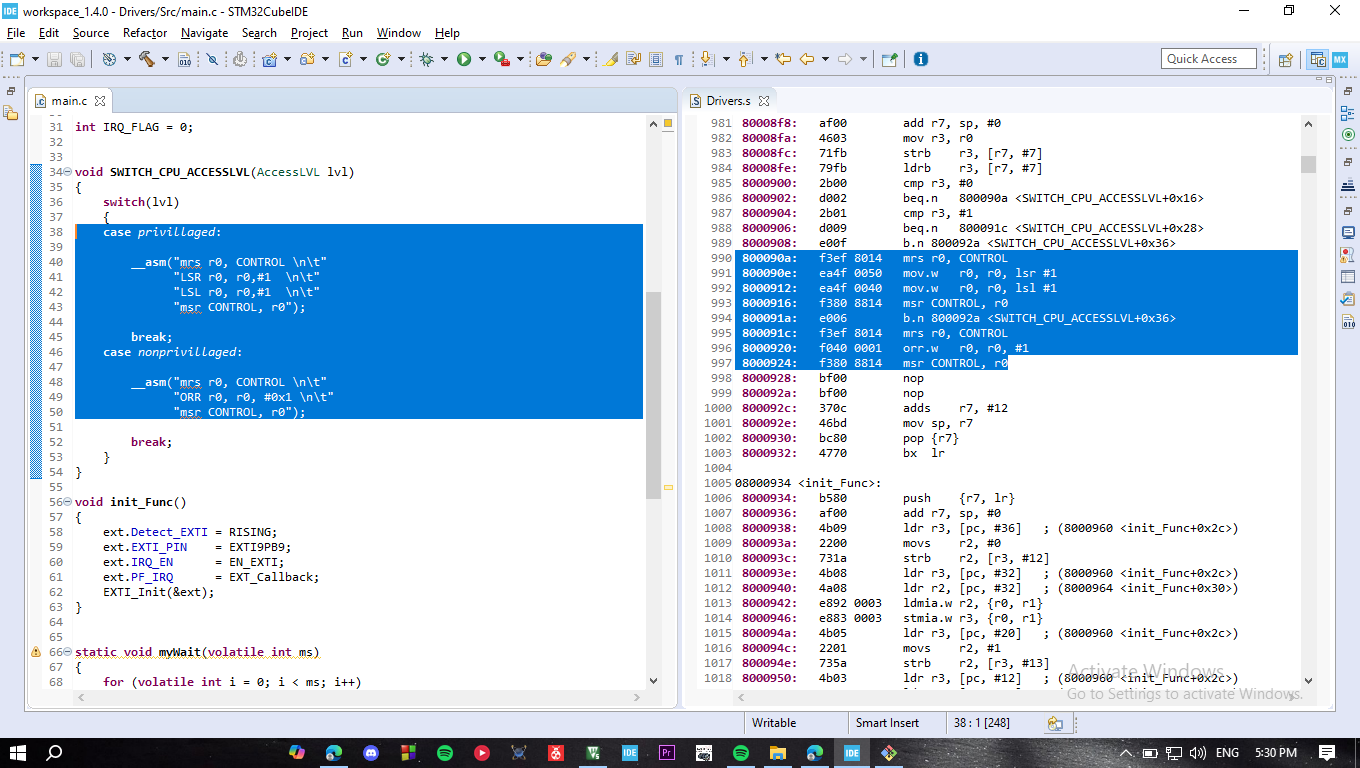 workspace_1.4.0 - Drivers/Src/main.c - STM32CubeIDE
File Edit Source Refactor Navigate Search Project Run Window Help
Quick Access
main.c
31 int IRQ_FLAG = 0;
32
33
34 void SWITCH_CPU_ACCESSLVL(AccessLVL lvl)
35 {
36 switch(lvl)
37 {
38 case privillaged:
39
40 __asm("mrs r0, CONTROL \n\t"
41 "LSR r0, r0,#1 \n\t"
42 "LSL r0, r0,#1 \n\t"
43 "msr CONTROL, r0");
44
45 break;
46 case nonprivillaged:
47
48 __asm("mrs r0, CONTROL \n\t"
49 "ORR r0, r0, #0x1 \n\t"
50 "msr CONTROL, r0");
51
52 break;
53 }
54 }
55
56 void init_Func()
57 {
58 ext.Detect_EXTI = RISING;
59 ext.EXTI_PIN = EXTI9PB9;
60 ext.IRQ_EN = EN_EXTI;
61 ext.PF_IRQ = EXT_Callback;
62 EXTI_Init(&ext);
63 }
64
65
66 static void myWait(volatile int ms)
67 {
68 for (volatile int i = 0; i < ms; i++)
Drivers.s
981 80008f8: af00 add r7, sp, #0
982 80008fa: 4603 mov r3, r0
983 80008fc: 71fb strb r3, [r7, #7]
984 80008fe: 79fb ldrb r3, [r7, #7]
985 8000900: 2b00 cmp r3, #0
986 8000902: d002 beq.n 800090a <SWITCH_CPU_ACCESSLVL+0x16>
987 8000904: 2b01 cmp r3, #1
988 8000906: d009 beq.n 800091c <SWITCH_CPU_ACCESSLVL+0x28>
989 8000908: e00f b.n 800092a <SWITCH_CPU_ACCESSLVL+0x36>
990 800090a: f3ef 8014 mrs r0, CONTROL
991 800090e: ea4f 0050 mov.w r0, r0, lsr #1
992 8000912: ea4f 0040 mov.w r0, r0, lsl #1
993 8000916: f380 8814 msr CONTROL, r0
994 800091a: e006 b.n 800092a <SWITCH_CPU_ACCESSLVL+0x36>
995 800091c: f3ef 8014 mrs r0, CONTROL
996 8000920: f040 0001 orr.w r0, r0, #1
997 8000924: f380 8814 msr CONTROL, r0
998 8000928: bf00 nop
999 800092a: bf00 nop
1000 800092c: 370c adds r7, #12
1001 800092e: 46bd mov sp, r7
1002 8000930: bc80 pop {r7}
1003 8000932: 4770 bx lr
1004
1005 08000934 <init_Func>:
1006 8000934: b580 push {r7, lr}
1007 8000936: af00 add r7, sp, #0
1008 8000938: 4b09 ldr r3, [pc, #36] ; (8000960 <init_Func+0x2c>)
1009 800093a: 2200 movs r2, #0
1010 800093c: 731a strb r2, [r3, #12]
1011 800093e: 4b08 ldr r3, [pc, #32] ; (8000960 <init_Func+0x2c>)
1012 8000940: 4a08 ldr r2, [pc, #32] ; (8000964 <init_Func+0x30>)
1013 8000942: e892 0003 ldmia.w r2, {r0, r1}
1014 8000946: e883 0003 stmia.w r3, {r0, r1}
1015 800094a: 4b05 ldr r3, [pc, #20] ; (8000960 <init_Func+0x2c>)
1016 800094c: 2201 movs r2, #1
1017 800094e: 735a strb r2, [r3, #13]
1018 8000950: 4b03 ldr r3, [pc, #12] ; (8000960 <init_Func+0x2c>)
Activate Windows
Go to Settings to activate Windows.
Writable Smart Insert 38 : 1 [248]
ENG 5:30 PM